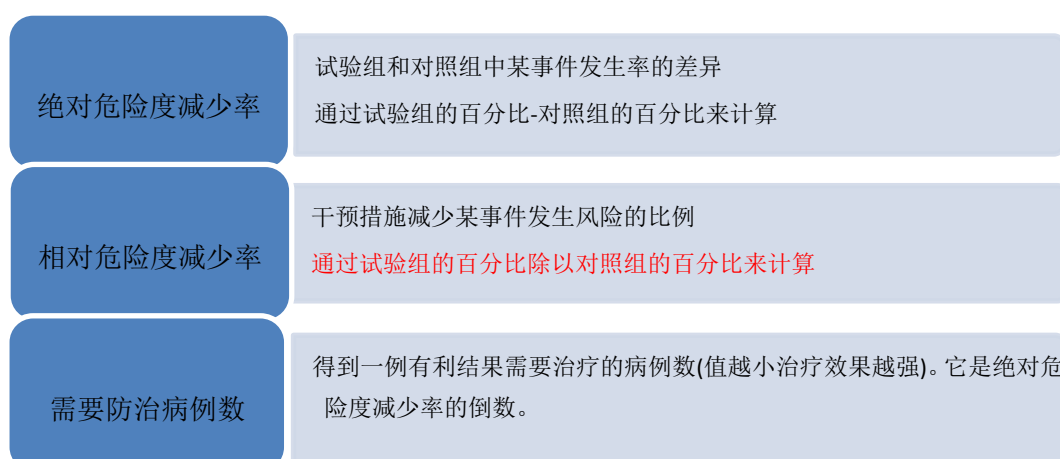 绝对危险度减少率
试验组和对照组中某事件发生率的差异
通过试验组的百分比-对照组的百分比来计算
相对危险度减少率
干预措施减少某事件发生风险的比例
通过试验组的百分比除以对照组的百分比来计算
需要防治病例数
得到一例有利结果需要治疗的病例数(值越小治疗效果越强)。它是绝对危
险度减少率的倒数。